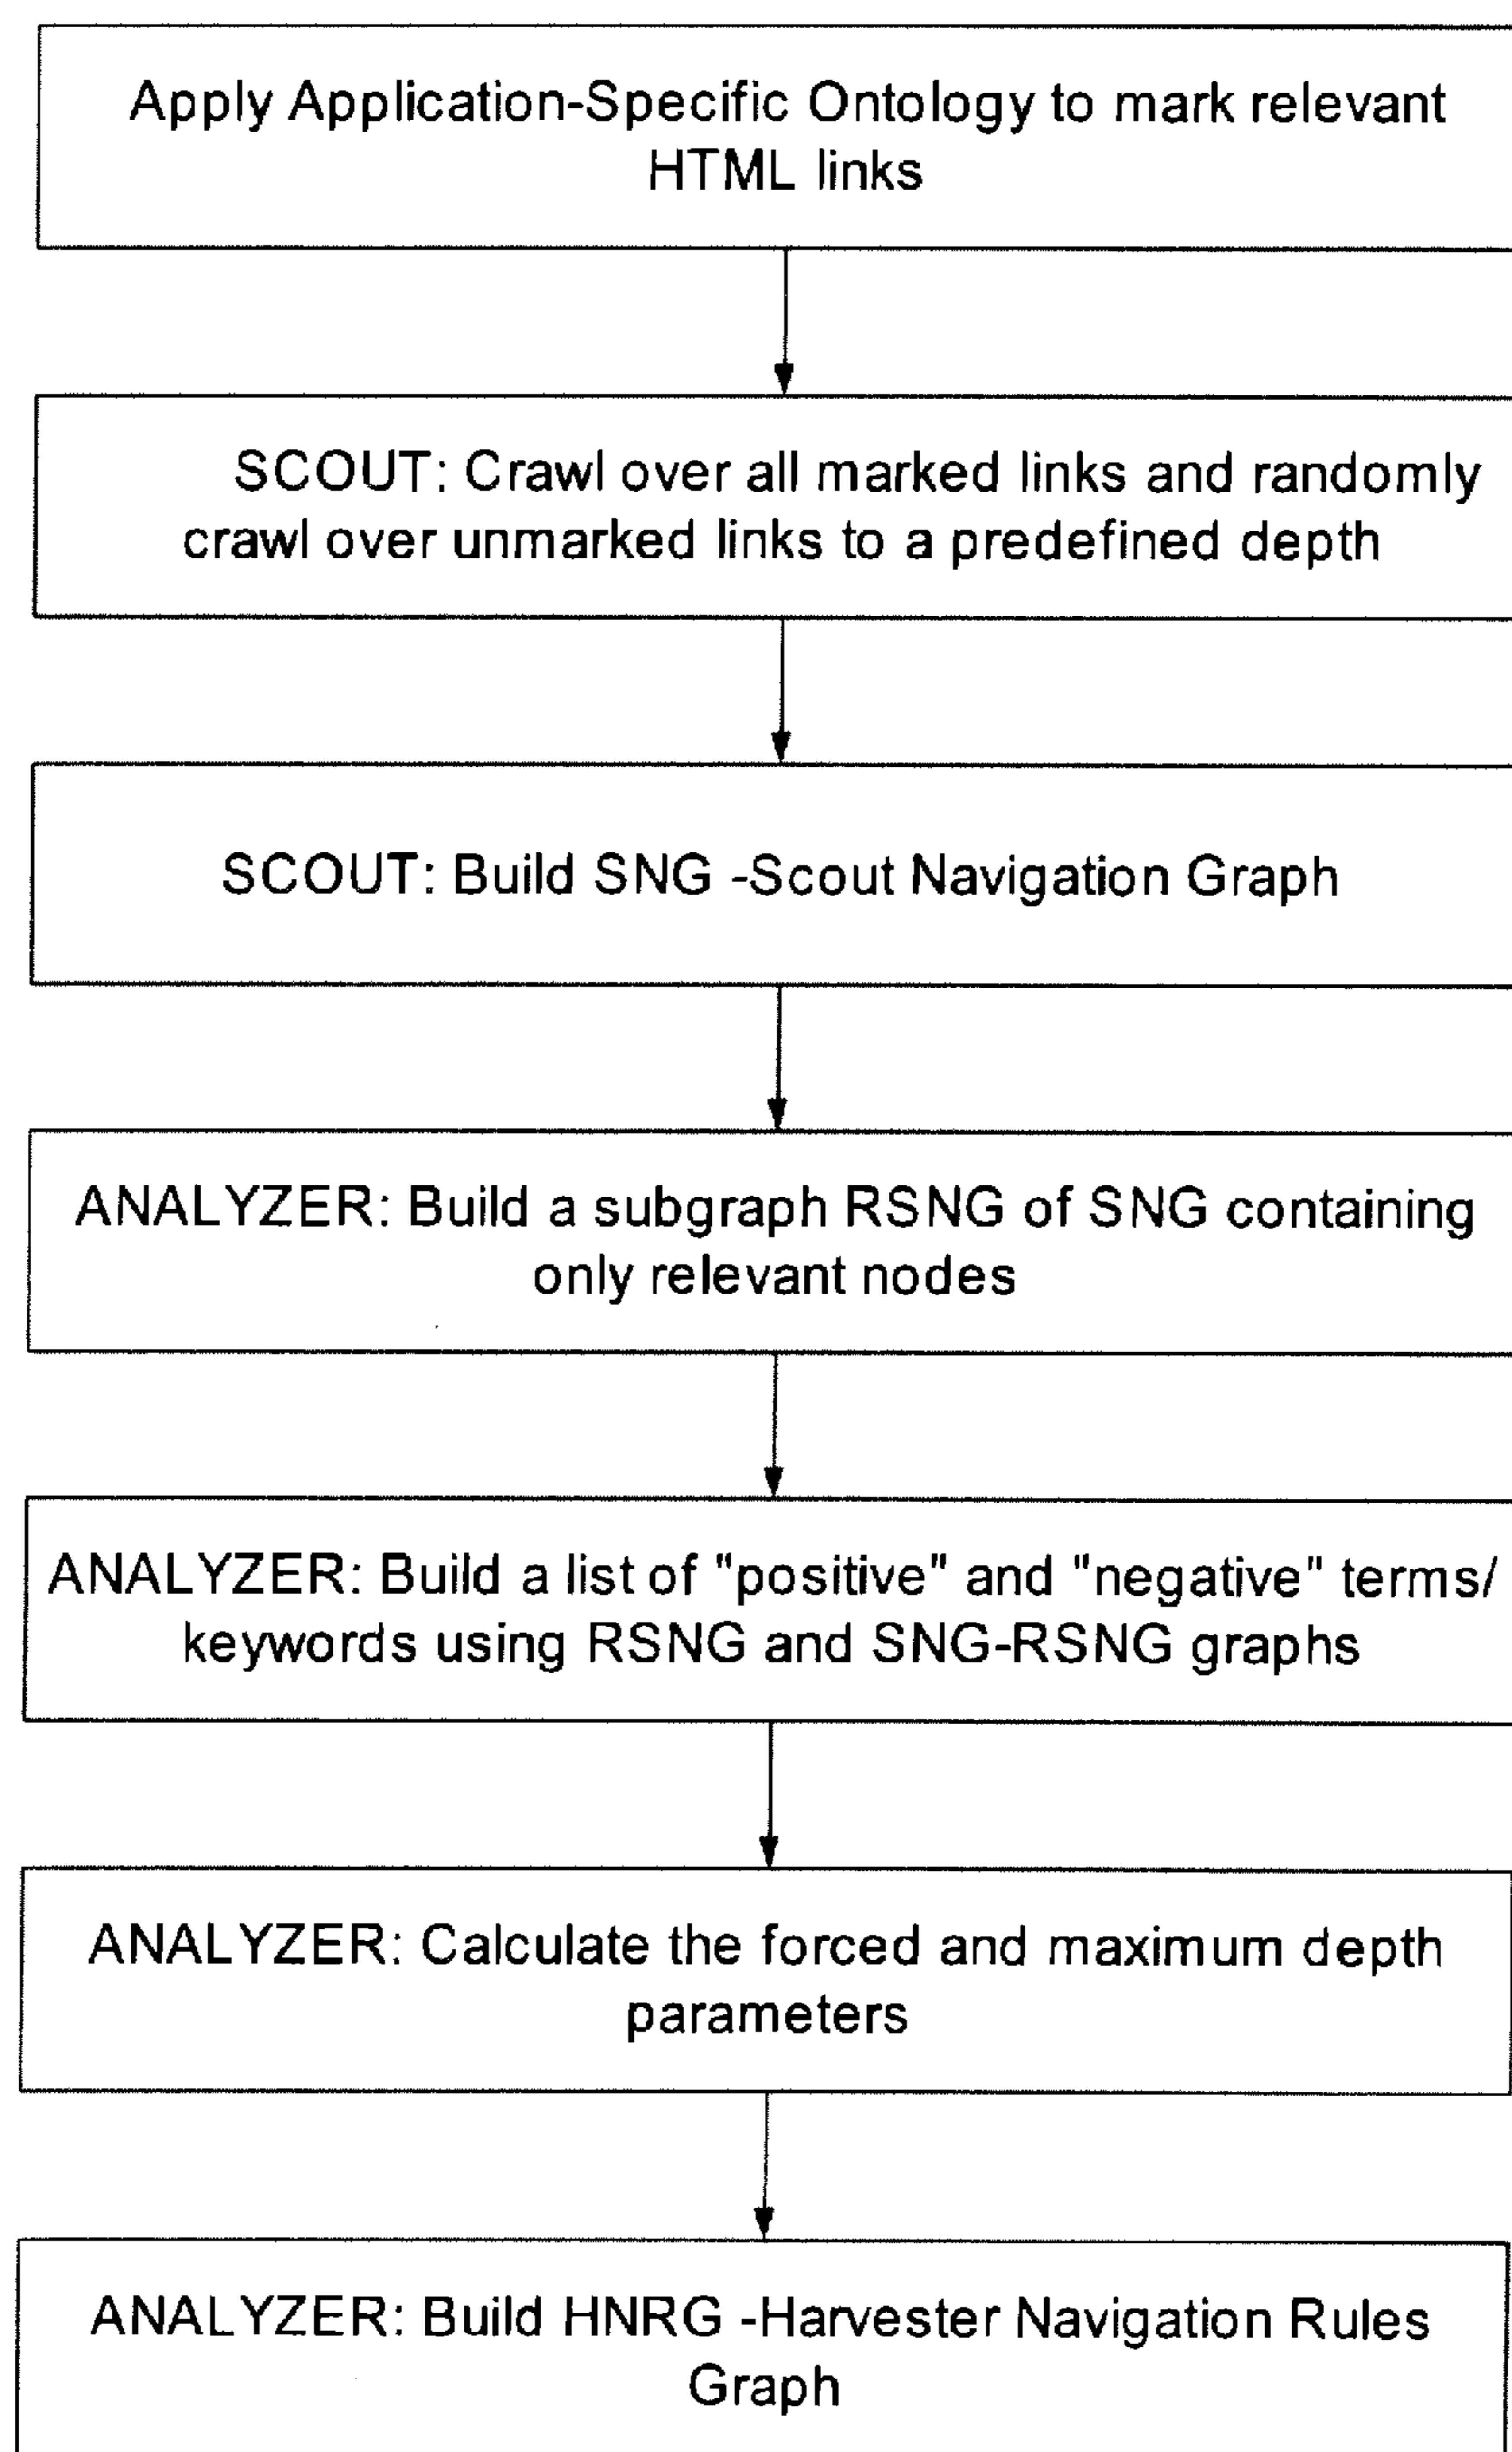 Apply Application-Specific Ontology to mark relevant
HTML links
SCOUT: Crawl over all marked links and randomly
crawl over unmarked links to a predefined depth
SCOUT: Build SNG -Scout Navigation Graph
ANALYZER: Build a subgraph RSNG of SNG containing
only relevant nodes
ANALYZER: Build a list of "positive" and "negative" terms/
keywords using RSNG and SNG-RSNG graphs
ANALYZER: Calculate the forced and maximum depth
parameters
ANALYZER: Build HNRG -Harvester Navigation Rules
Graph